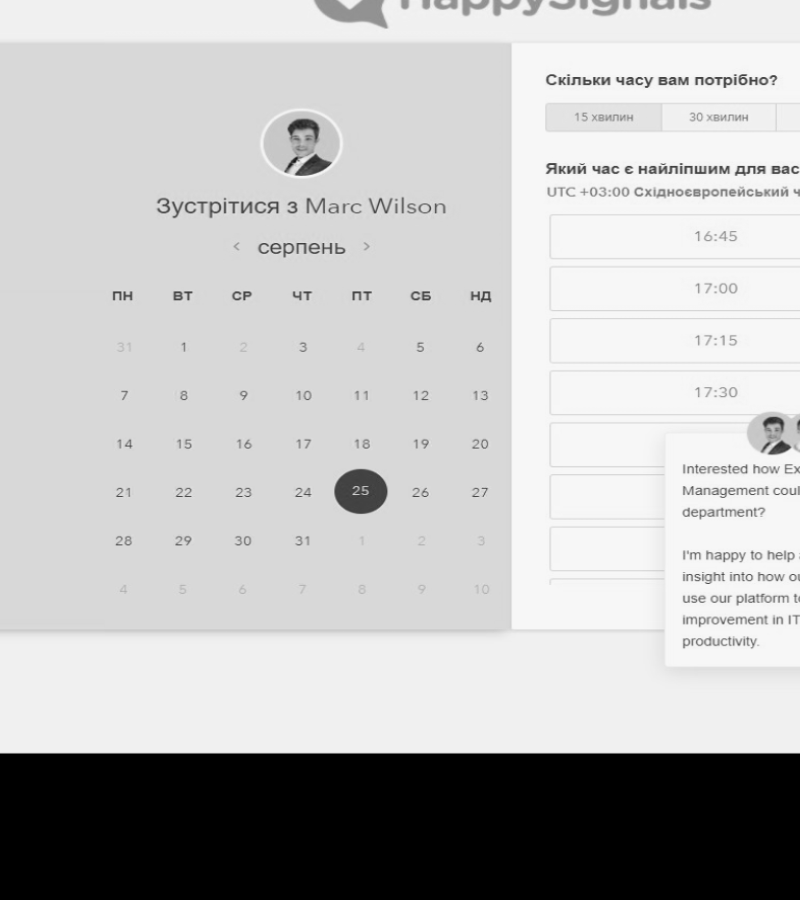 HappySignals
Зустрітися з Marc Wilson
< серпень >
ПН ВТ СР ЧТ ПТ СБ НД
31 1 2 3 4 5 6
7 8 9 10 11 12 13
14 15 16 17 18 19 20
21 22 23 24 25 26 27
28 29 30 31 1 2 3
4 5 6 7 8 9 10
Скільки часу вам потрібно?
15 хвилин 30 хвилин
Який час є найліпшим для вас
UTC +03:00 Східноєвропейський ч
16:45
17:00
17:15
17:30
Interested how Ex
Management coul
department?
I'm happy to help a
insight into how ou
use our platform to
improvement in IT
productivity.